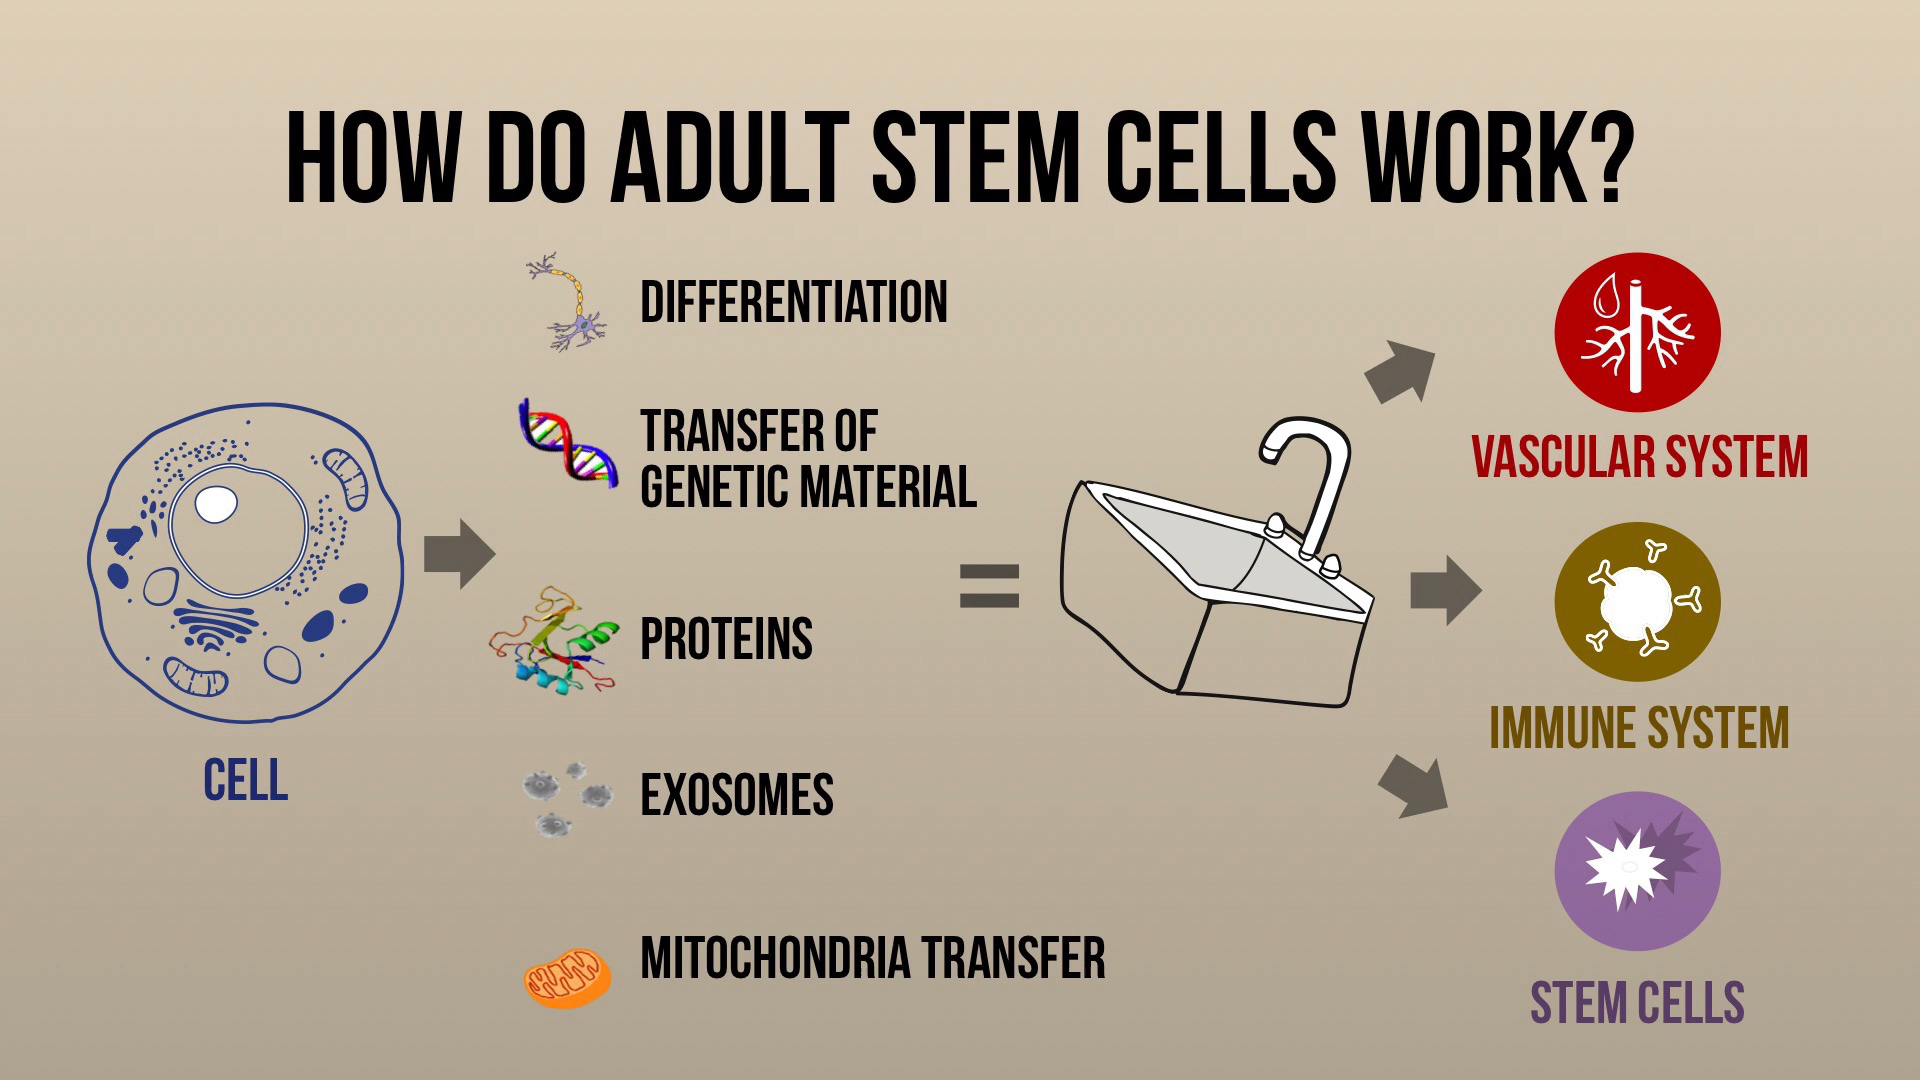 HOW DO ADULT STEM CELLS WORK?
DIFFERENTIATION
TRANSFER OF
GENETIC MATERIAL
PROTEINS
EXOSOMES
MITOCHONDRIA TRANSFER
CELL
=
VASCULAR SYSTEM
IMMUNE SYSTEM
STEM CELLS